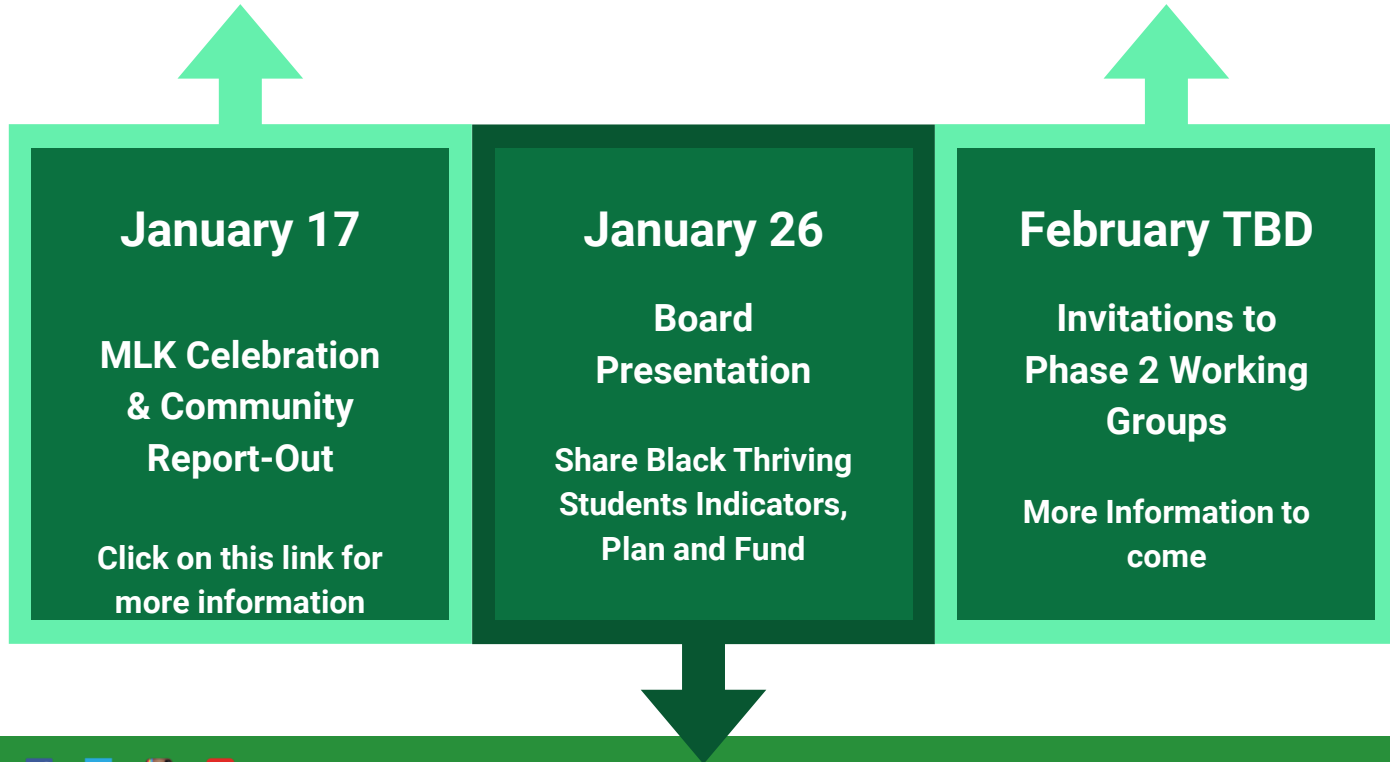 January 17
MLK Celebration
& Community
Report-Out
Click on this link for
more information
January 26
Board
Presentation
Share Black Thriving
Students Indicators,
Plan and Fund
February TBD
Invitations to
Phase 2 Working
Groups
More Information to
come